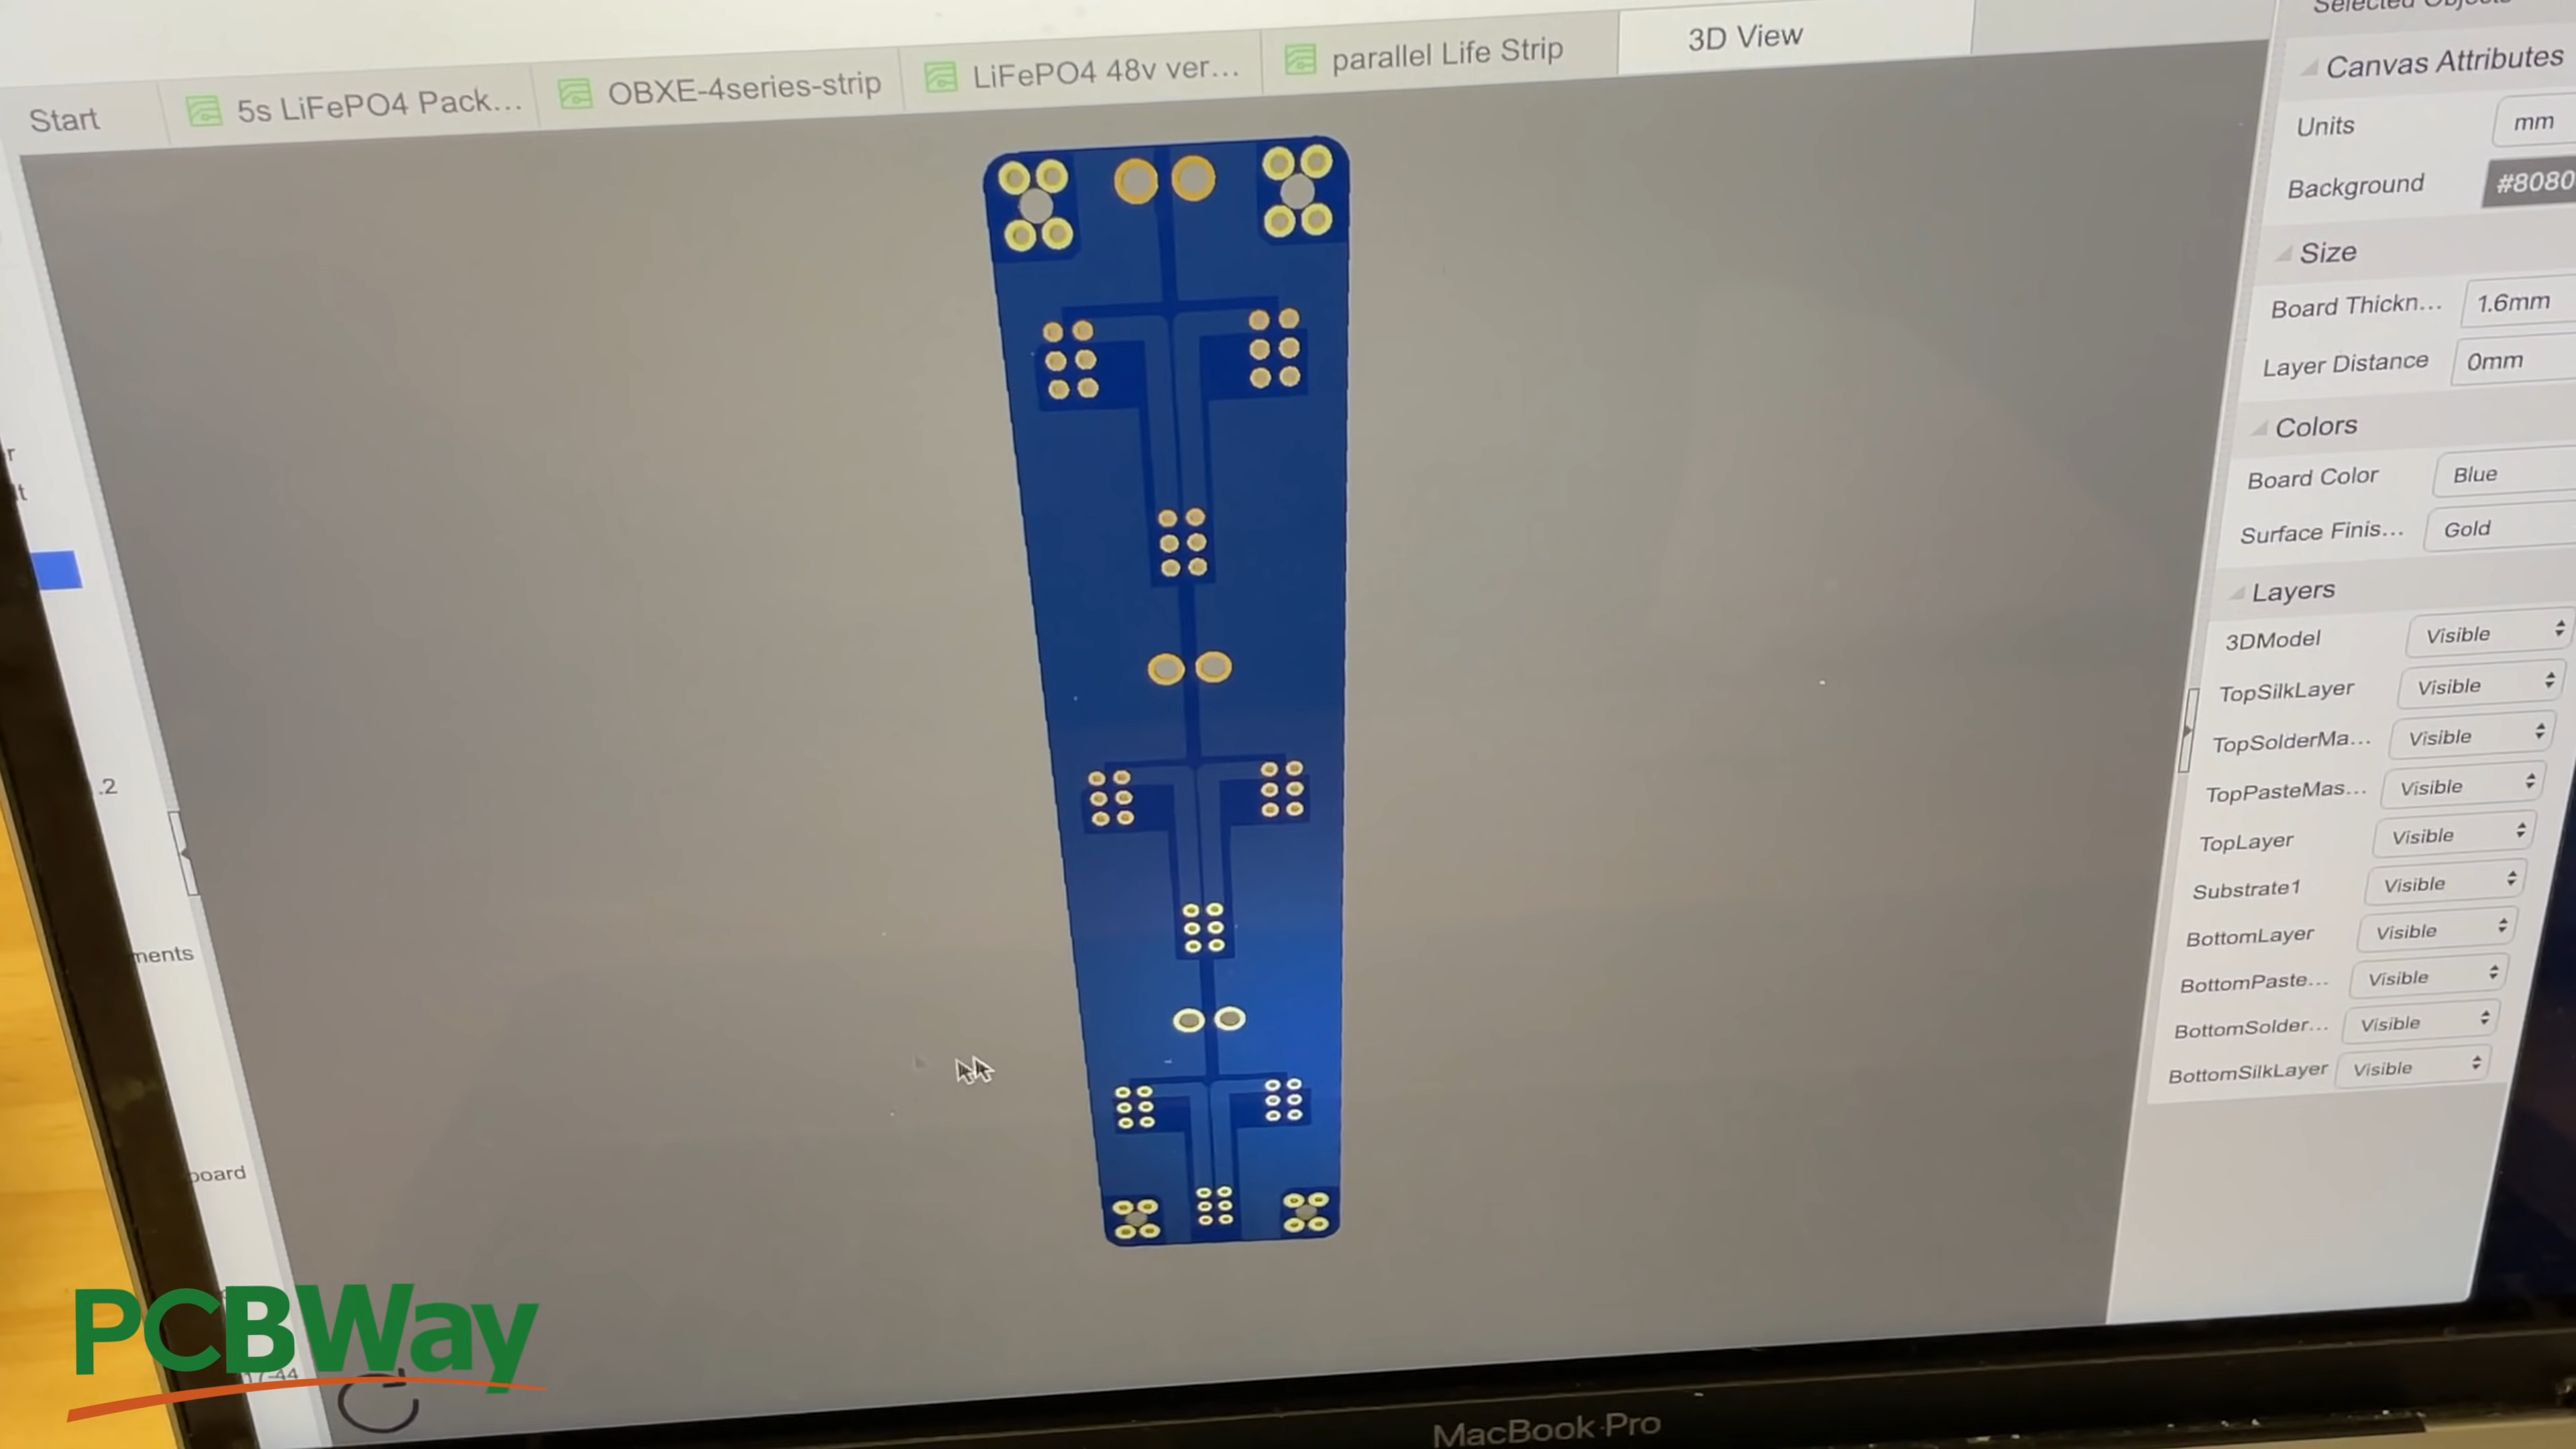 Start
5s LiFePO4 Pack...
OBXE-4series-strip
LiFePO4 48v ver...
parallel Life Strip
3D View
Selected Objects
Canvas Attributes
Units mm
Background #8080
Size
Board Thickn... 1.6mm
Layer Distance 0mm
Colors
Board Color Blue
Surface Finis... Gold
Layers
3DModel Visible
TopSilkLayer Visible
TopSolderMa... Visible
TopPasteMas... Visible
TopLayer Visible
Substrate1 Visible
BottomLayer Visible
BottomPaste... Visible
BottomSolder... Visible
BottomSilkLayer Visible
.2
PCBWay
MacBook Pro